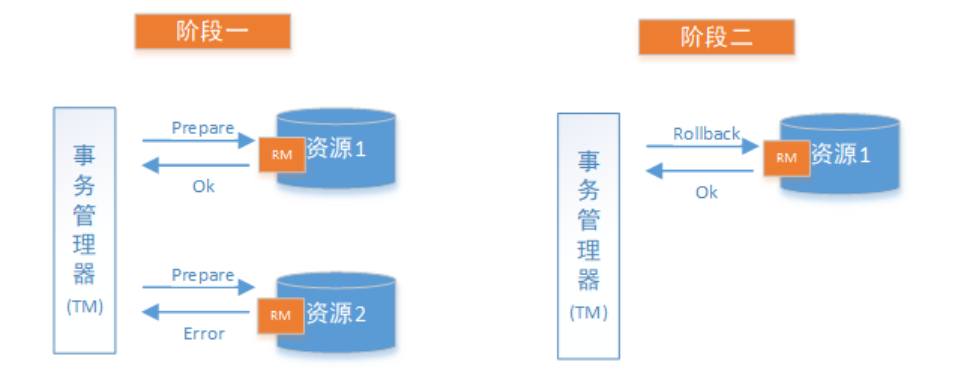 阶段一
事务管理器
(TM)
Prepare
Ok
RM
资源1
Prepare
Error
RM
资源2
阶段二
事务管理器
(TM)
Rollback
Ok
RM
资源1